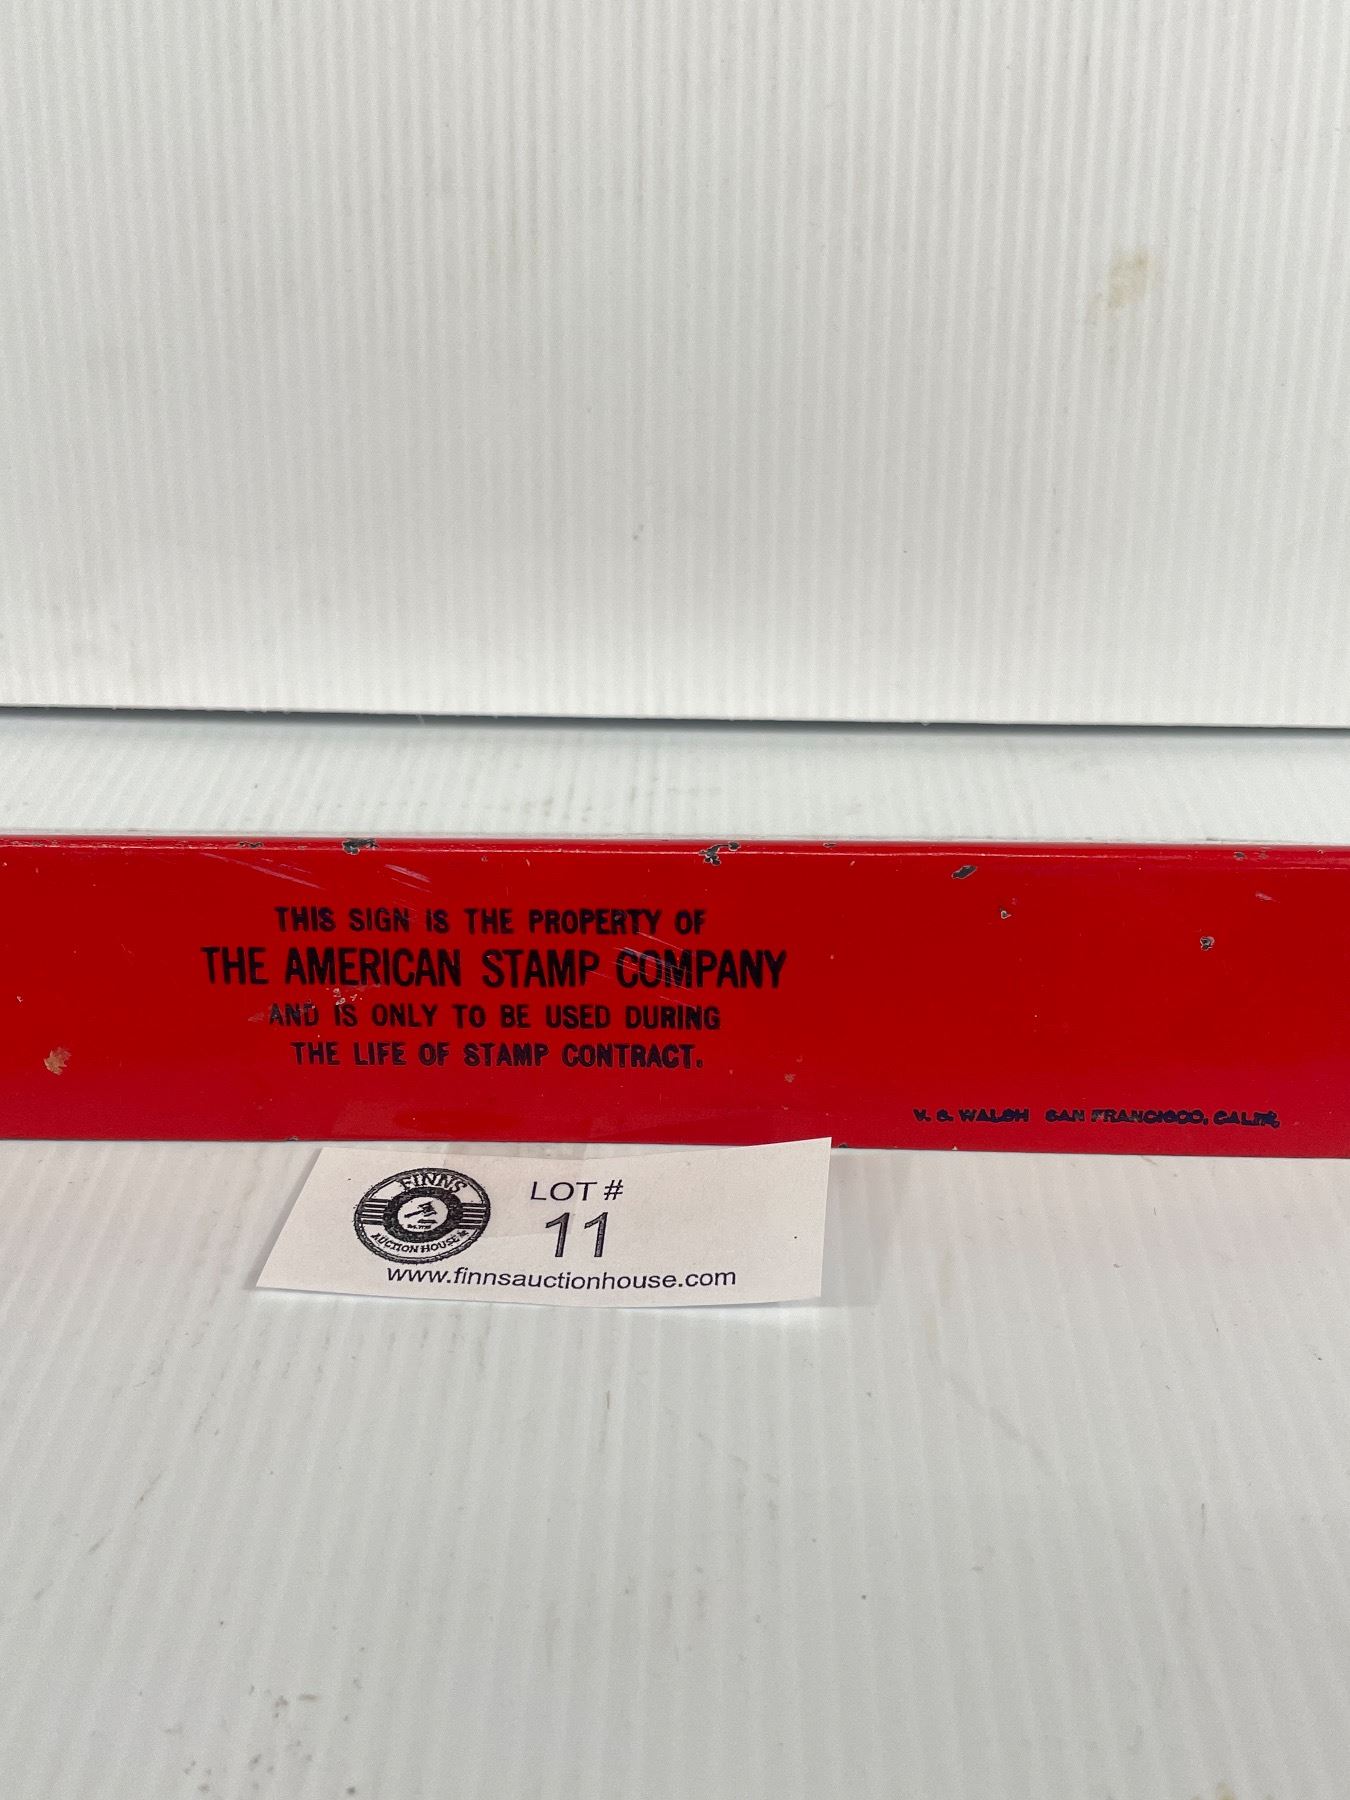 THIS SIGN IS THE PROPERTY OF
THE AMERICAN STAMP COMPANY
AND IS ONLY TO BE USED DURING
THE LIFE OF STAMP CONTRACT.
WALSH SAN FRANCISCO, CALIF.
FINNS
AUCTION HOUSE
LOT #
11
www.finnsauctionhouse.com